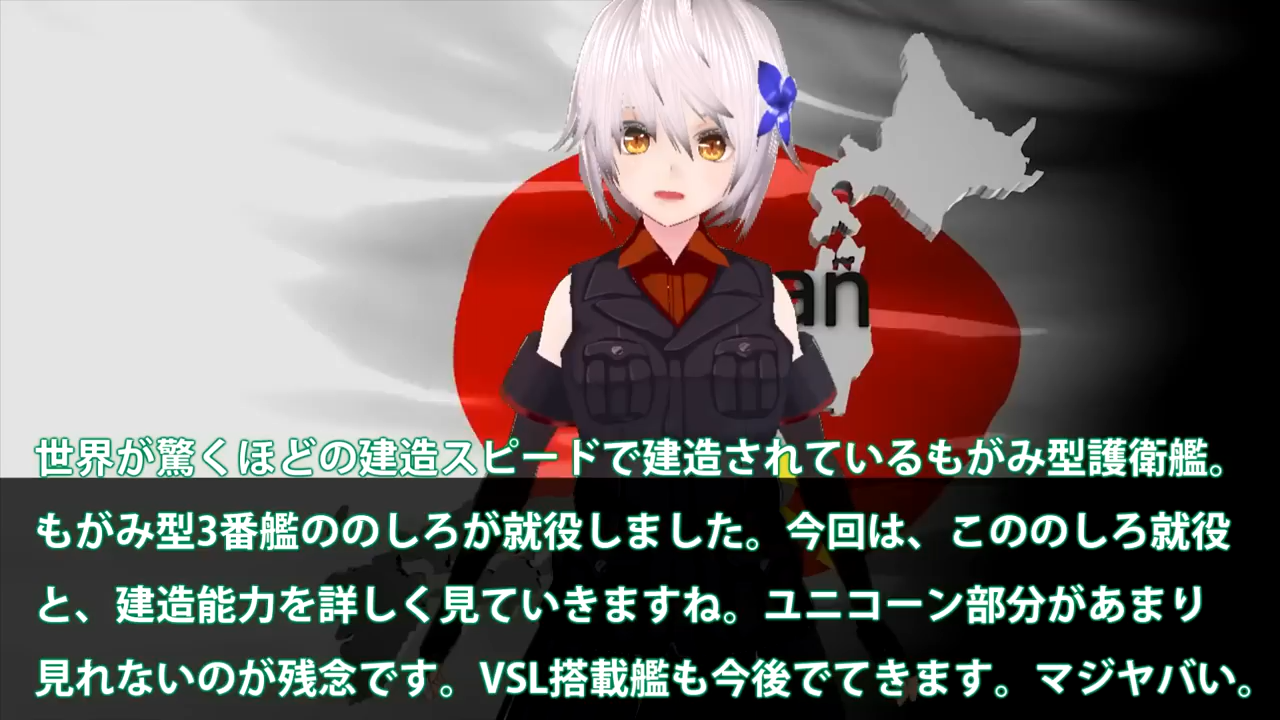 an
世界が驚くほどの建造スピードで建造されているもがみ型護衛艦。
もがみ型3番艦ののしろが就役しました。今回は、こののしろ就役
と、建造能力を詳しく見ていきますね。ユニコーン部分があまり
見れないのが残念です。VSL搭載艦も今後でてきます。マジヤバい。